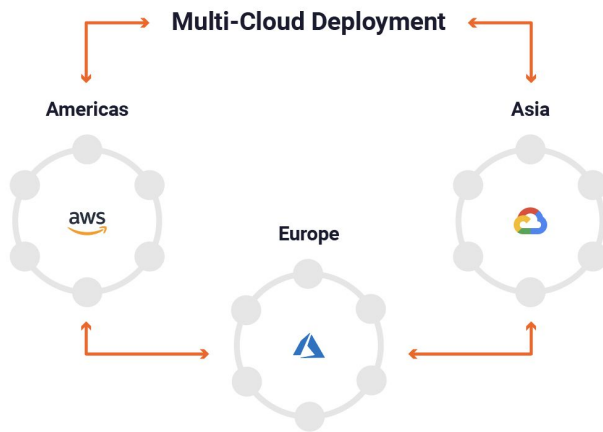 Multi-Cloud Deployment
Americas
Asia
aws
Europe